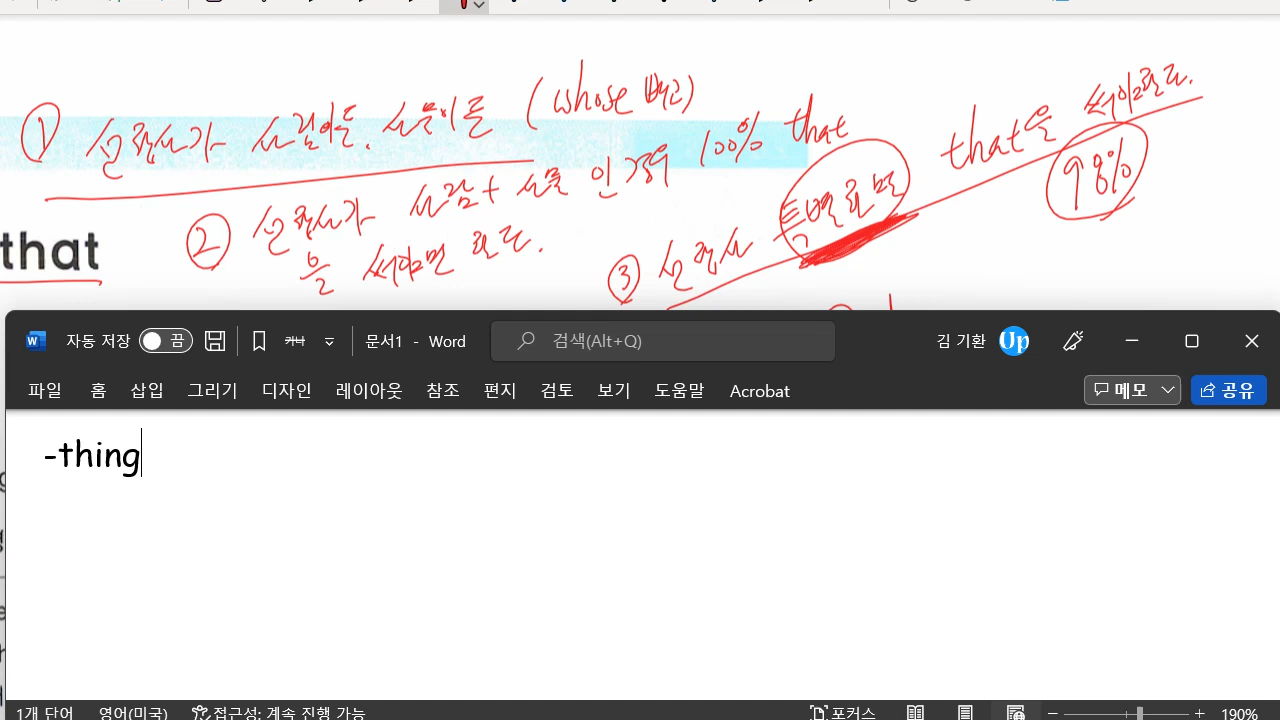 ① 선행사가 사람이든. 사물이든 (whose 빼고)
② 선행사가 사람+사물 인 경우 100% that
을 써야만 한다.
③ 선행사 특별하면 that을 써야한다.
98%
that
자동 저장 끔 가나 문서1 - Word 검색(Alt+Q) 김 기환 Up
파일 홈 삽입 그리기 디자인 레이아웃 참조 편지 검토 보기 도움말 Acrobat 메모 공유
-thing
1개 단어 영어(미국) 접근성: 계속 진행 가능 포커스 190%